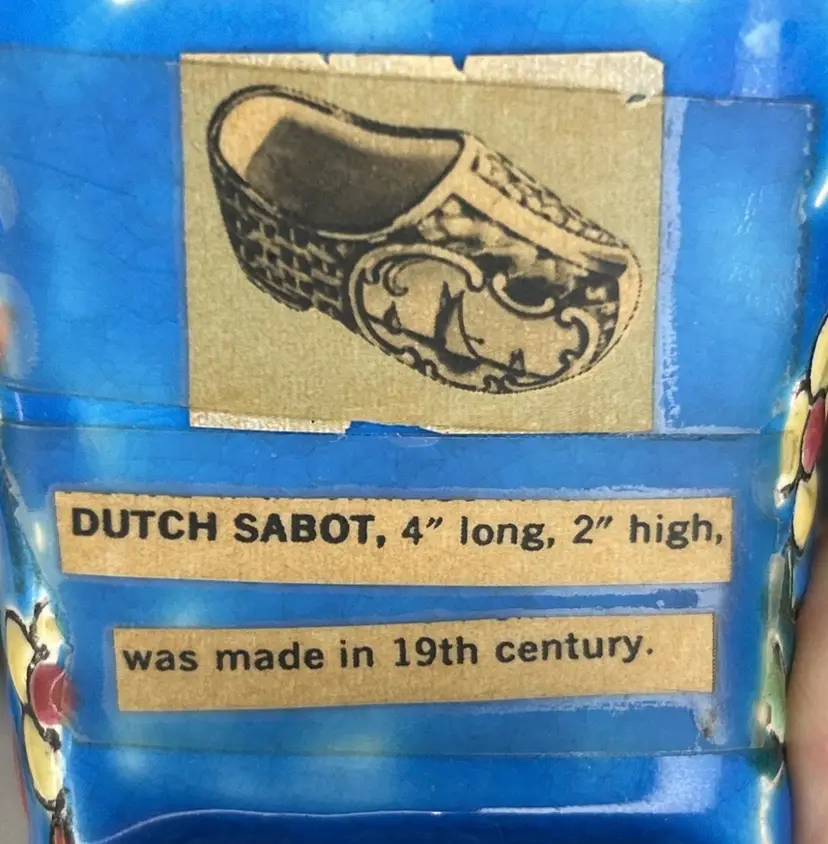 DUTCH SABOT, 4″ long, 2″ high,
was made in 19th century.